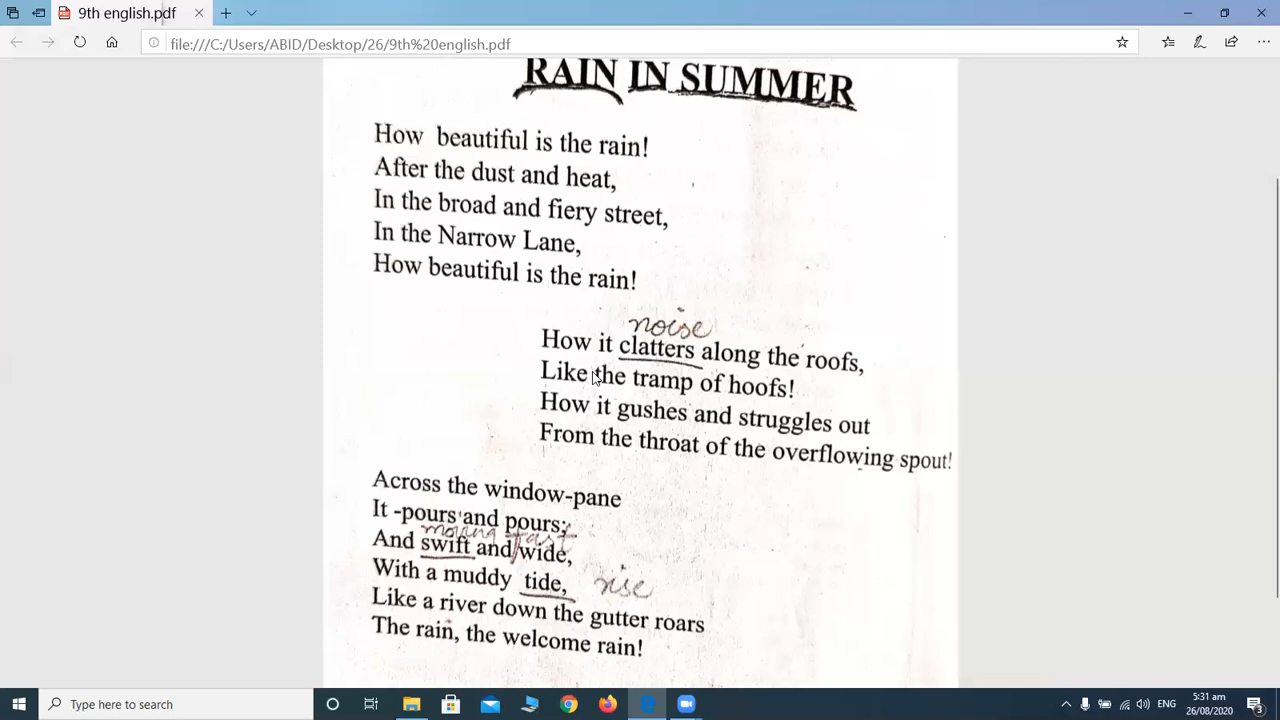 9th english.pdf
file:///C:/Users/ABID/Desktop/26/9th%20english.pdf
RAIN IN SUMMER
How beautiful is the rain!
After the dust and heat,
In the broad and fiery street,
In the Narrow Lane,
How beautiful is the rain!
noise
How it clatters along the roofs,
Like the tramp of hoofs!
How it gushes and struggles out
From the throat of the overflowing spout!
Across the window-pane
It -pours and pours;
moving fast
And swift and wide,
With a muddy tide, rise
Like a river down the gutter roars
The rain, the welcome rain!
Type here to search
ENG
5:31 am
26/08/2020
3